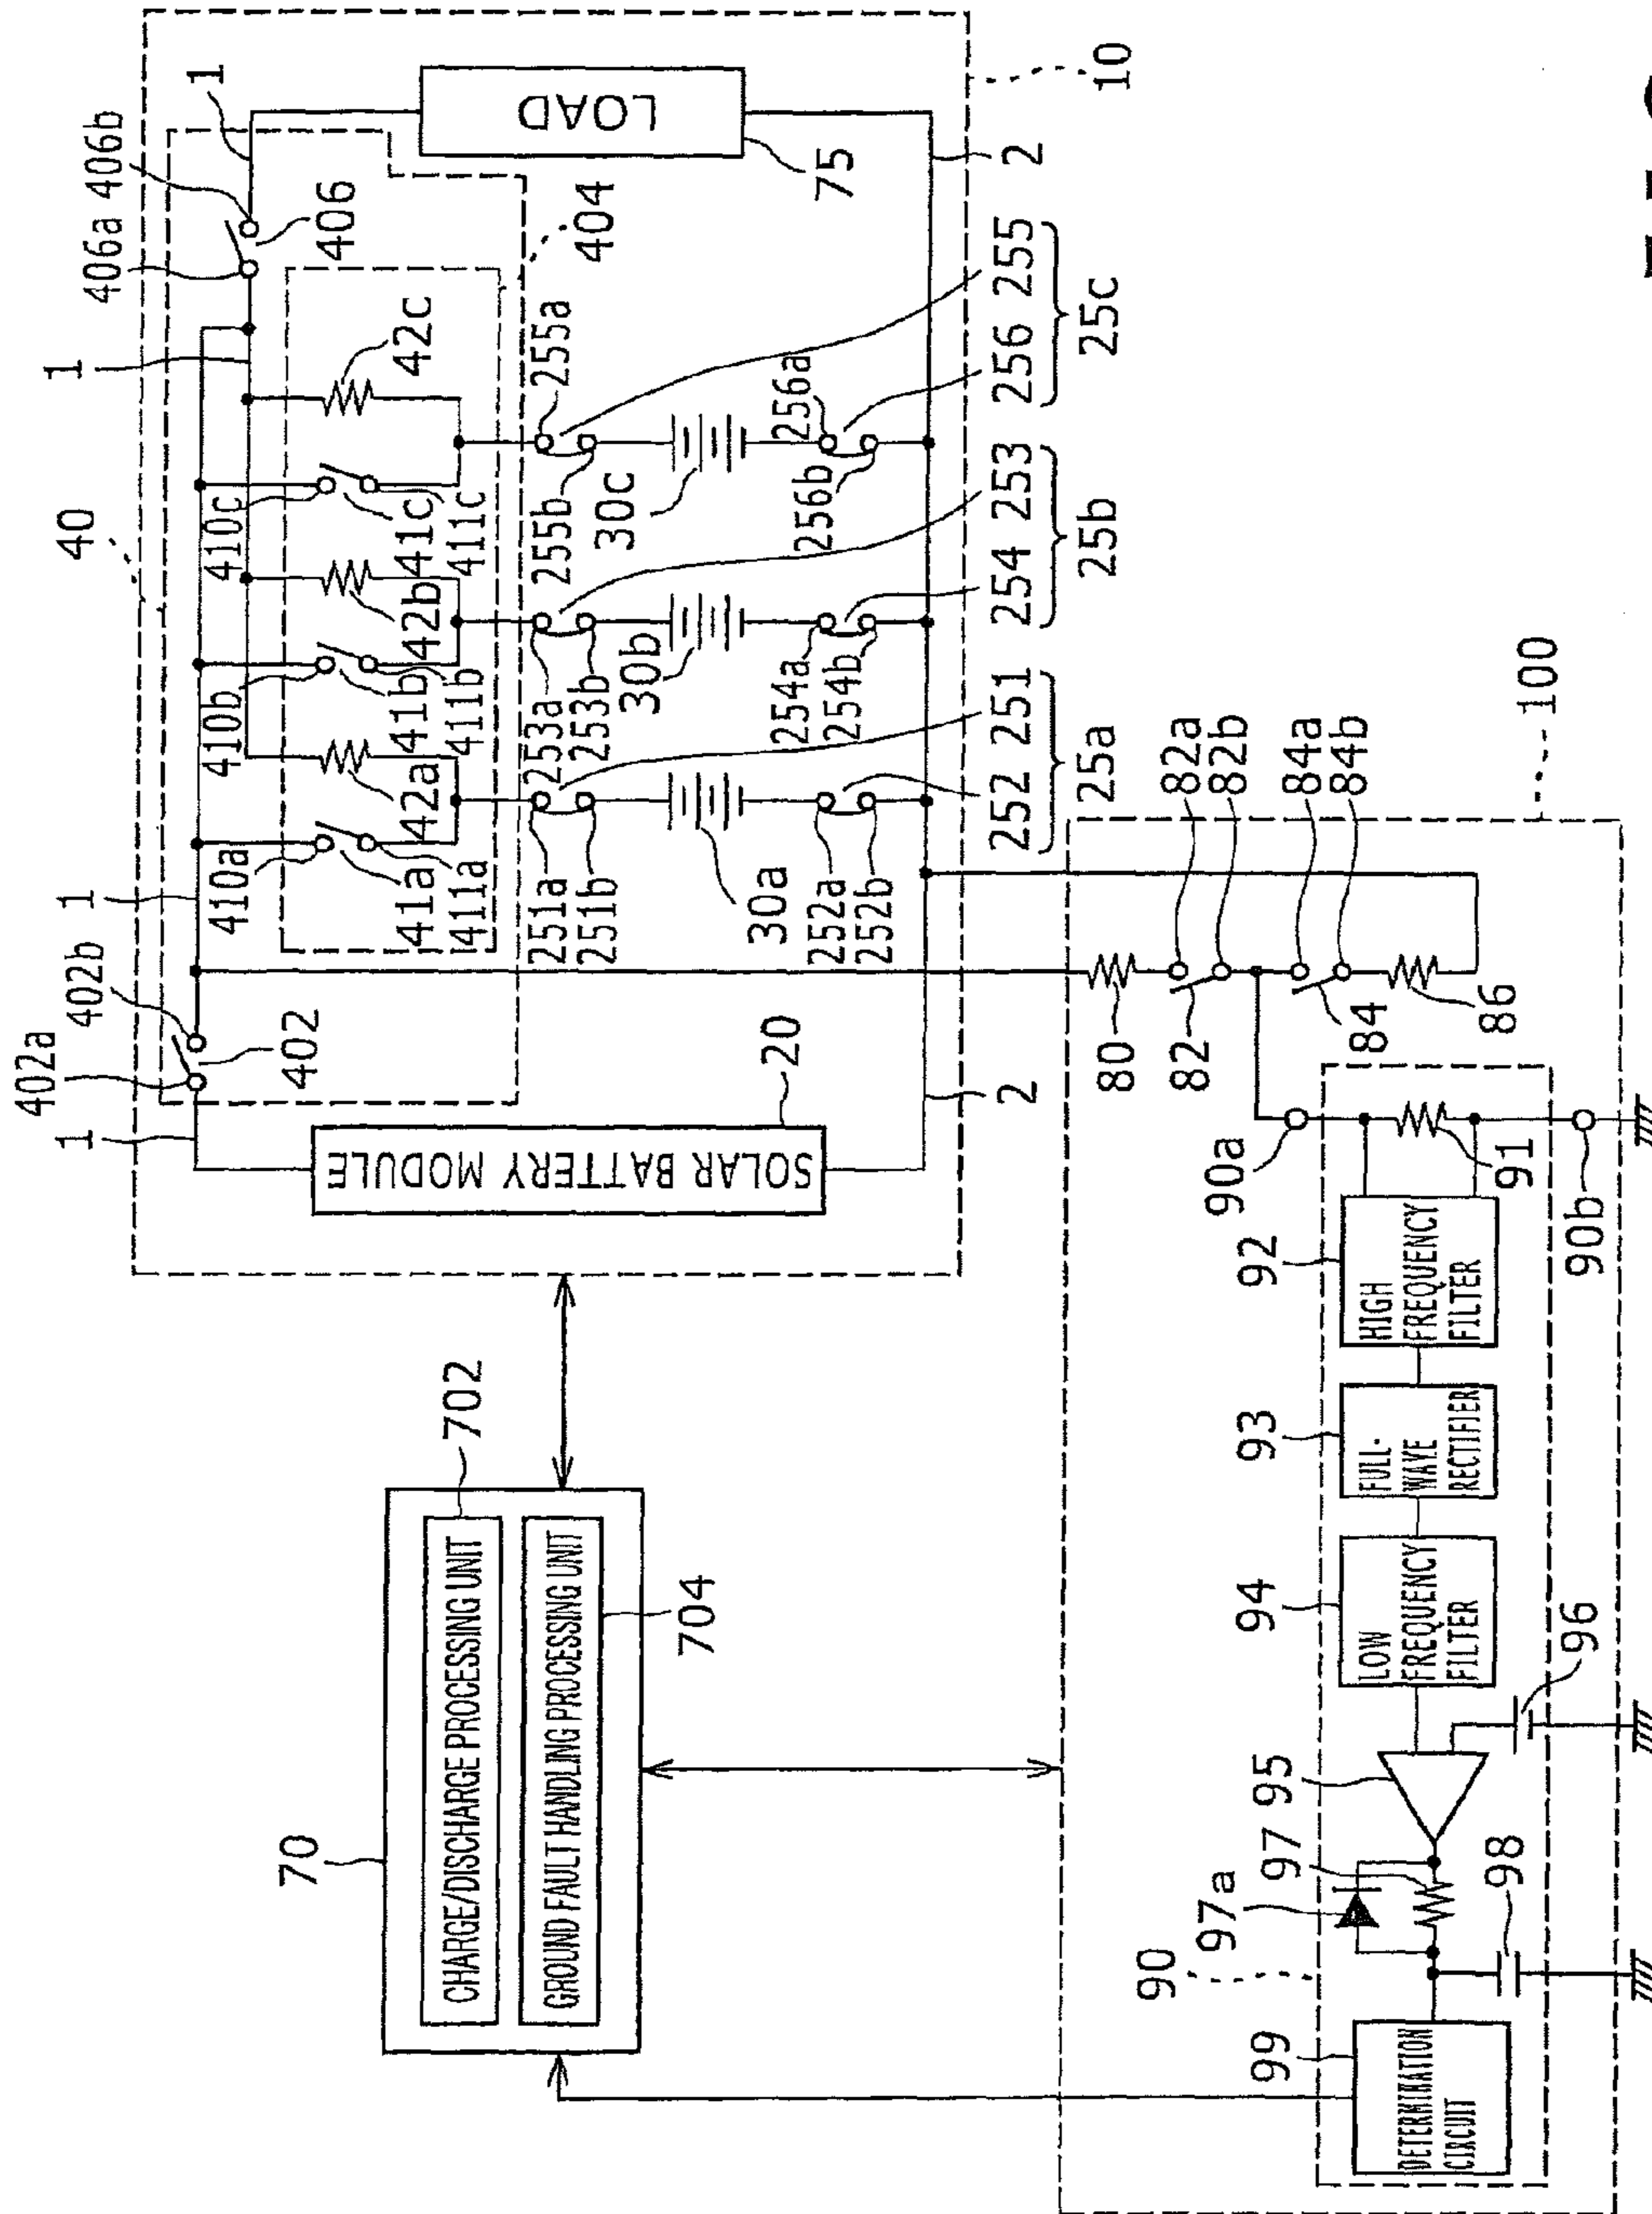 40
1
1
1
1
1
402a
402b
402
406a 406b
406
410a
410b
410c
41a
41b
41c
411a
411b
411c
42a
42b
42c
404
10
LOAD
75
SOLAR BATTERY MODULE
20
2
2
251a
251b
253a
253b
255a
255b
30a
30b
30c
252a
252b
254a
254b
256a
256b
252 251
25a
254 253
25b
256 255
25c
70
CHARGE/DISCHARGE PROCESSING UNIT
702
GROUND FAULT HANDLING PROCESSING UNIT
704
100
80
82
82a
82b
84a
84b
84
86
90
90a
90b
91
92
HIGH
FREQUENCY
FILTER
93
FULL-
WAVE
RECTIFIER
94
LOW
FREQUENCY
FILTER
95
96
97
97a
98
99
DETERMINATION
CIRCUIT